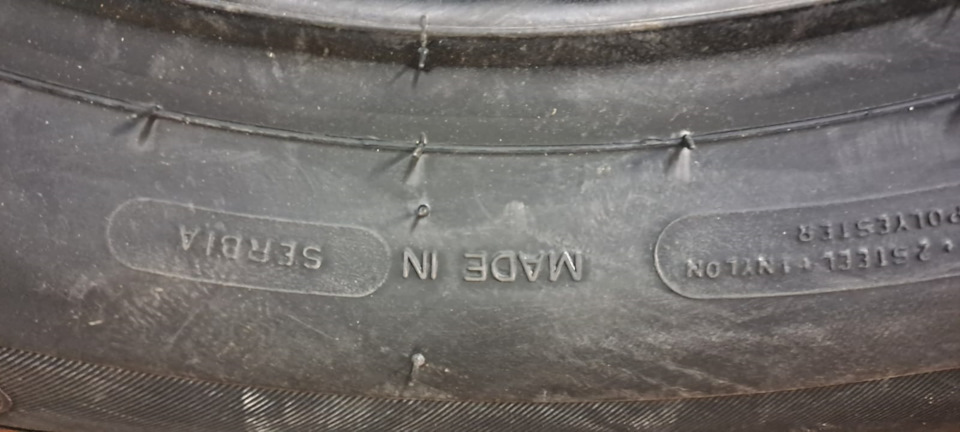 + 2 STEEL + 1 NYLON
POLYESTER
MADE IN SERBIA